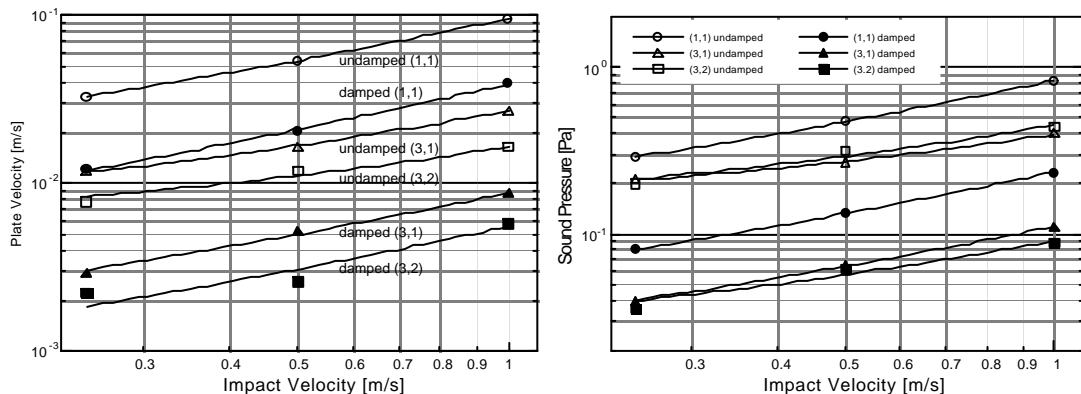 10⁻¹
10⁻²
10⁻³
Plate Velocity [m/s]
undamped (1,1)
damped (1,1)
undamped (3,1)
undamped (3,2)
damped (3,1)
damped (3,2)
0.3 0.4 0.5 0.6 0.7 0.8 0.9 1
Impact Velocity [m/s]
(1,1) undamped (1,1) damped
(3,1) undamped (3,1) damped
(3,2) undamped (3.2) damped
10⁰
10⁻¹
Sound Pressure [Pa]
0.3 0.4 0.5 0.6 0.7 0.8 0.9 1
Impact Velocity [m/s]